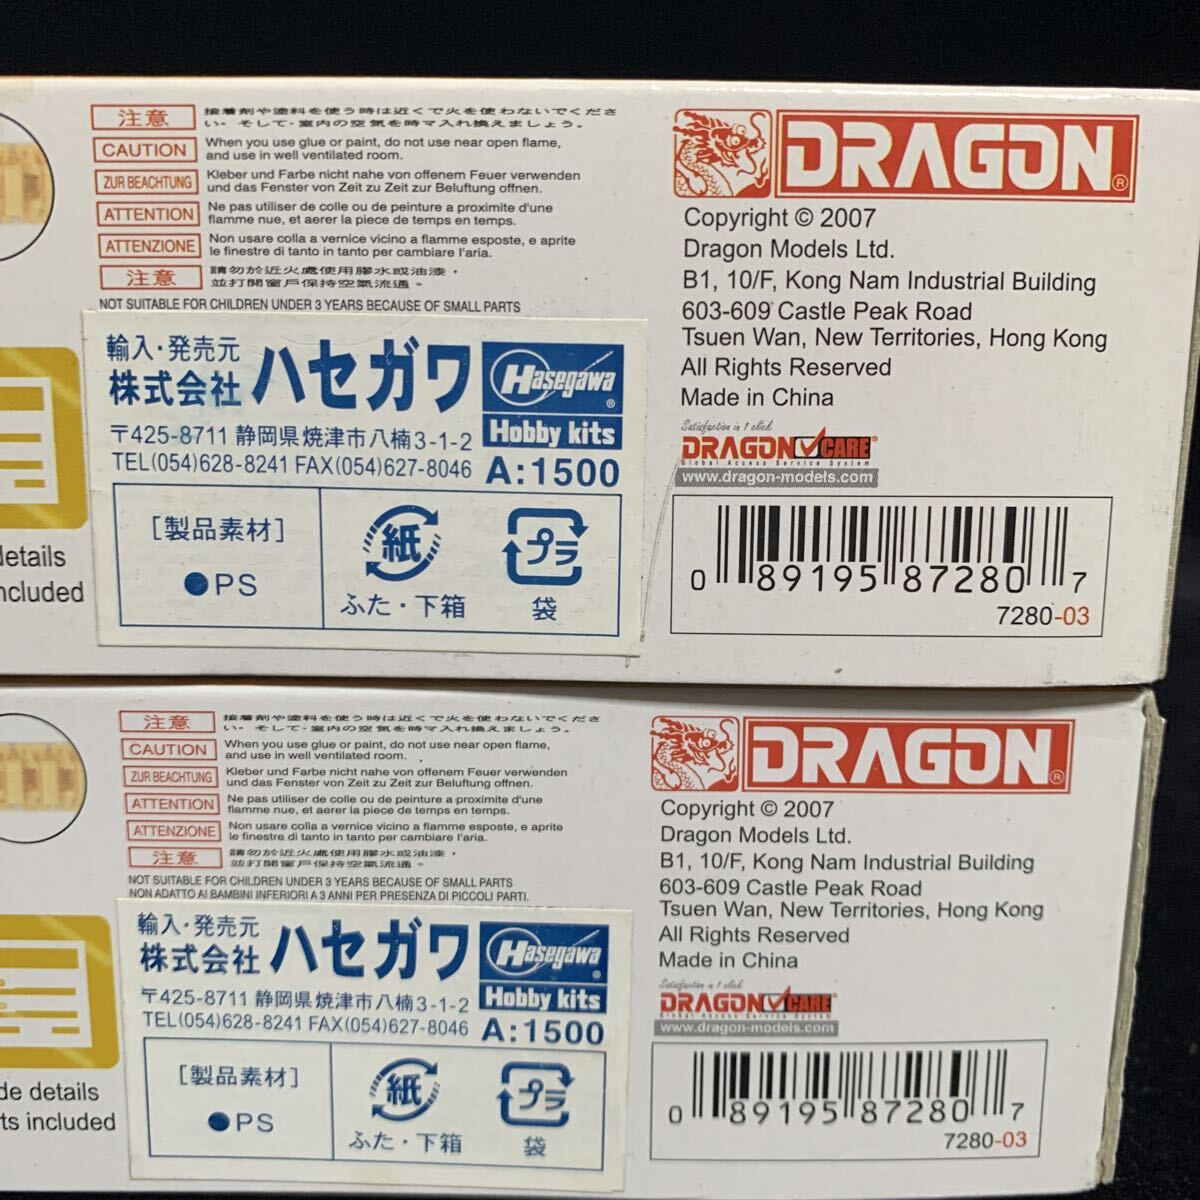 注意
接着剤や塗料を使う時は近くで火を使わないでくださ
い。そして・室内の空気を時々入れ換えましょう。
CAUTION
When you use glue or paint, do not use near open flame,
and use in well ventilated room.
ZUR BEACHTUNG
Kleber und Farbe nicht nahe von offenem Feuer verwenden
und das Fenster von Zeit zu Zeit zur Beluftung offnen.
ATTENTION
Ne pas utiliser de colle ou de peinture a proximite d'une
flamme nue, et aerer la piece de temps en temps.
ATTENZIONE
Non usare colla a vernice vicino a flamme esposte, e aprite
le finestre di tanto in tanto per cambiare l'aria.
注意
請勿於近火處使用膠水或油漆，
並打開窗戶保持空氣流通。
NOT SUITABLE FOR CHILDREN UNDER 3 YEARS BECAUSE OF SMALL PARTS
輸入・発売元
株式会社ハセガワ
Hasegawa®
Hobby kits
〒425-8711 静岡県焼津市八楠3-1-2
TEL(054)628-8241 FAX(054)627-8046
A:1500
[製品素材]
●PS
紙
ふた・下箱
プラ
袋
details
ncluded
DRAGON®
Copyright © 2007
Dragon Models Ltd.
B1, 10/F, Kong Nam Industrial Building
603-609 Castle Peak Road
Tsuen Wan, New Territories, Hong Kong
All Rights Reserved
Made in China
Satisfaction in 1 click
DRAGON CARE®
Global Access Service System
www.dragon-models.com
0 89195 87280 7
7280-03
注意
接着剤や塗料を使う時は近くで火を使わないでくださ
い。そして・室内の空気を時々入れ換えましょう。
CAUTION
When you use glue or paint, do not use near open flame,
and use in well ventilated room.
ZUR BEACHTUNG
Kleber und Farbe nicht nahe von offenem Feuer verwenden
und das Fenster von Zeit zu Zeit zur Beluftung offnen.
ATTENTION
Ne pas utiliser de colle ou de peinture a proximite d'une
flamme nue, et aerer la piece de temps en temps.
ATTENZIONE
Non usare colla a vernice vicino a flamme esposte, e aprite
le finestre di tanto in tanto per cambiare l'aria.
注意
請勿於近火處使用膠水或油漆，
並打開窗戶保持空氣流通。
NOT SUITABLE FOR CHILDREN UNDER 3 YEARS BECAUSE OF SMALL PARTS
NON ADATTO AI BAMBINI INFERIORI A 3 ANNI PER PRESENZA DI PICCOLI PARTI.
輸入・発売元
株式会社ハセガワ
Hasegawa®
Hobby kits
〒425-8711 静岡県焼津市八楠3-1-2
TEL(054)628-8241 FAX(054)627-8046
A:1500
[製品素材]
●PS
紙
ふた・下箱
プラ
袋
de details
ts included
DRAGON®
Copyright © 2007
Dragon Models Ltd.
B1, 10/F, Kong Nam Industrial Building
603-609 Castle Peak Road
Tsuen Wan, New Territories, Hong Kong
All Rights Reserved
Made in China
Satisfaction in 1 click
DRAGON CARE
Global Access Service System
www.dragon-models.com
0 89195 87280 7
7280-03